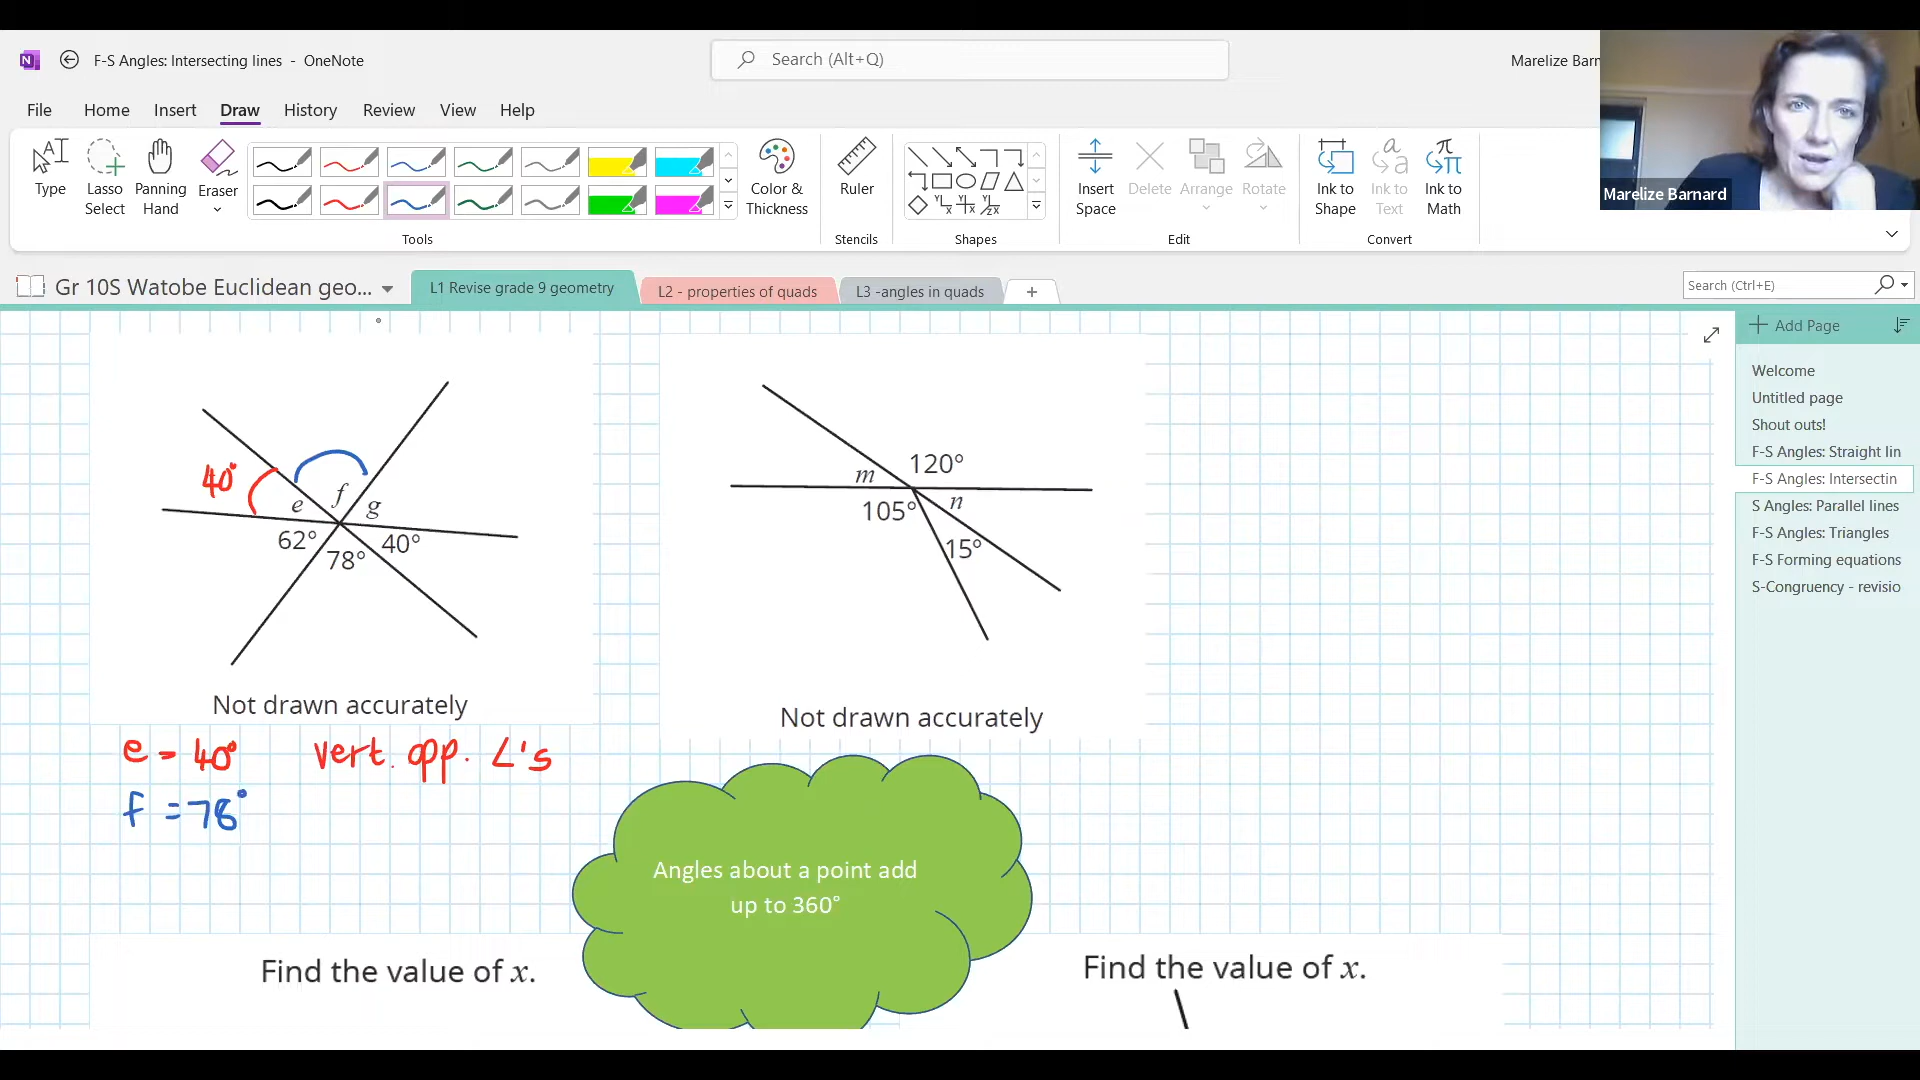 F-S Angles: Intersecting lines - OneNote
Search (Alt+Q)
Marelize Barn
File Home Insert Draw History Review View Help
Type
Lasso Select
Panning Hand
Eraser
Color & Thickness
Ruler
Insert Space
Delete
Arrange
Rotate
Ink to Shape
Ink to Text
Ink to Math
Marelize Barnard
Tools Stencils Shapes Edit Convert
Gr 10S Watobe Euclidean geo...
L1 Revise grade 9 geometry
L2 - properties of quads
L3 -angles in quads
Search (Ctrl+E)
Add Page
Welcome
Untitled page
Shout outs!
F-S Angles: Straight lin
F-S Angles: Intersectin
S Angles: Parallel lines
F-S Angles: Triangles
F-S Forming equations
S-Congruency - revisio
40°
e f g
62° 78° 40°
Not drawn accurately
m 120°
105° n
15°
Not drawn accurately
e = 40° vert. opp. ∠'s
f = 78°
Angles about a point add
up to 360°
Find the value of x.
Find the value of x.